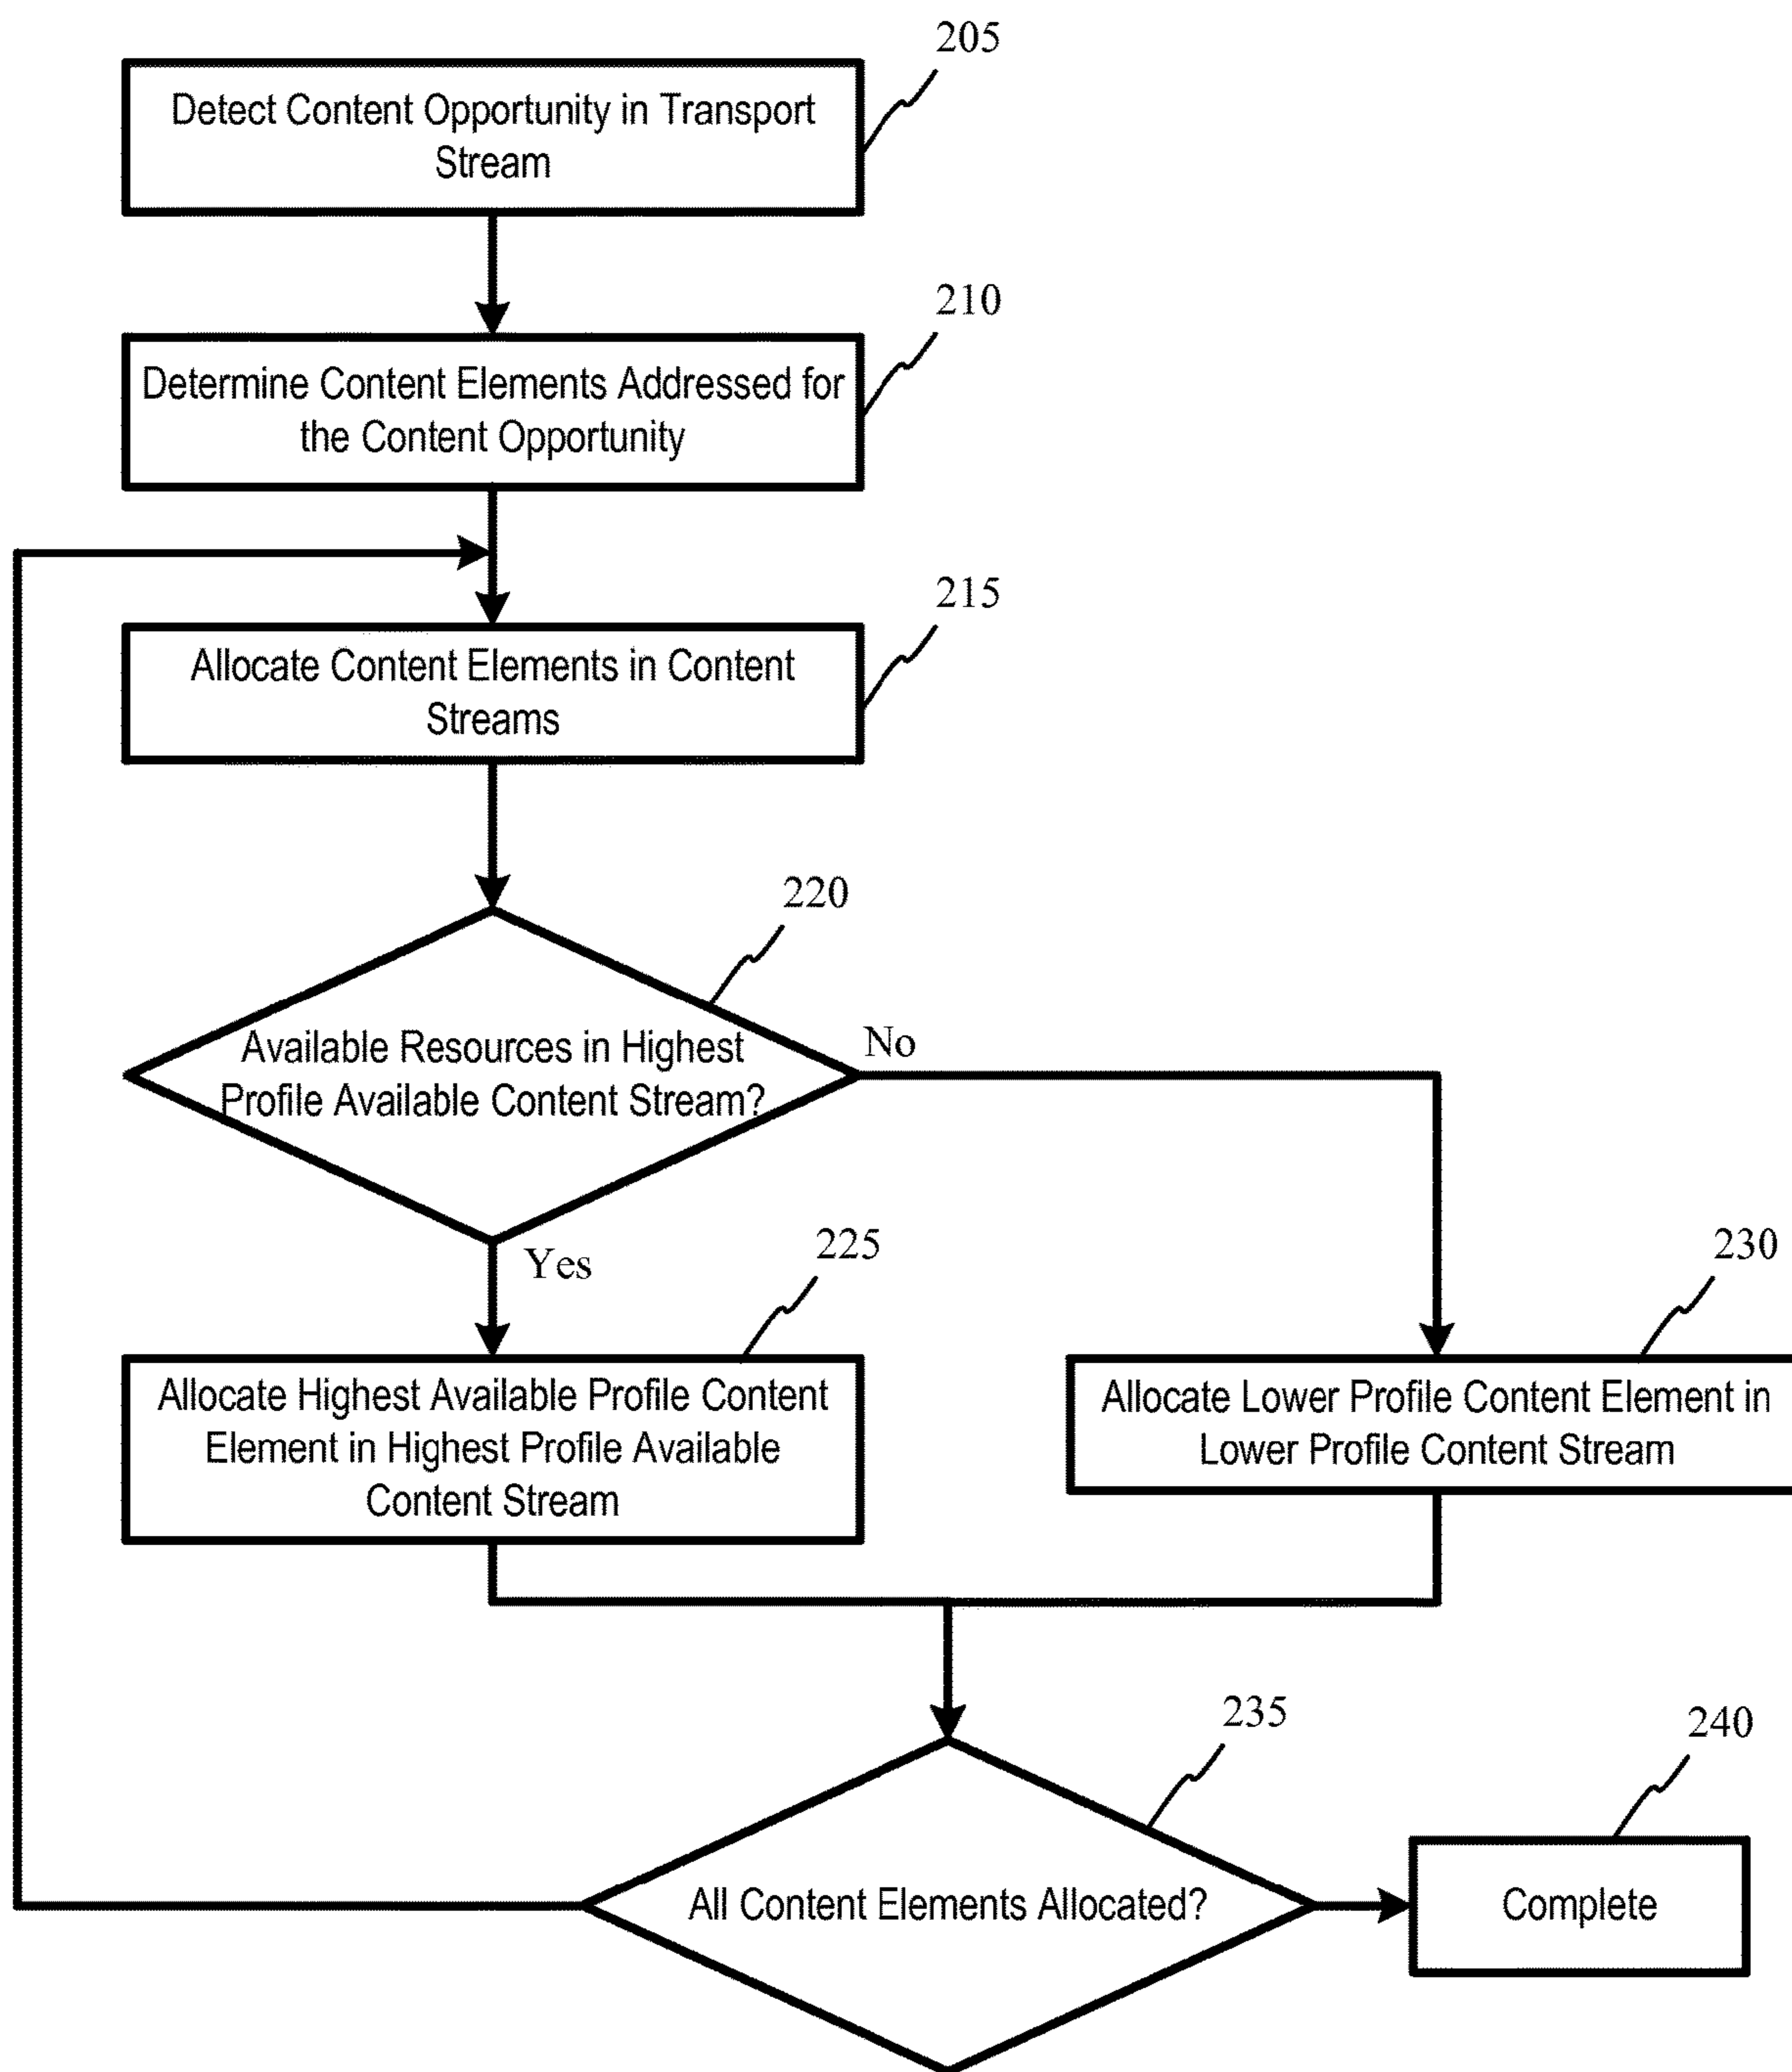 205
Detect Content Opportunity in Transport
Stream
210
Determine Content Elements Addressed for
the Content Opportunity
215
Allocate Content Elements in Content
Streams
220
Available Resources in Highest
Profile Available Content Stream?
No
Yes
225
Allocate Highest Available Profile Content
Element in Highest Profile Available
Content Stream
230
Allocate Lower Profile Content Element in
Lower Profile Content Stream
235
All Content Elements Allocated?
240
Complete